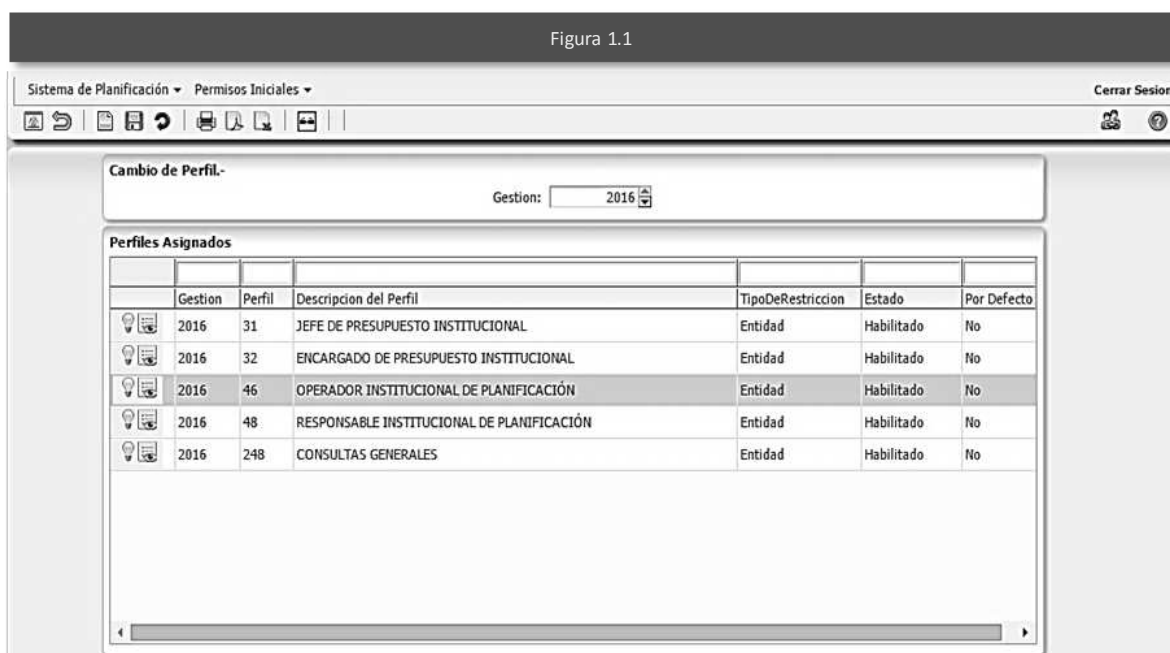 Figura 1.1
Sistema de Planificación Permisos Iniciales Cerrar Sesion
Cambio de Perfil.-
Gestion: 2016
Perfiles Asignados
Gestion Perfil Descripcion del Perfil TipoDeRestriccion Estado Por Defecto
2016 31 JEFE DE PRESUPUESTO INSTITUCIONAL Entidad Habilitado No
2016 32 ENCARGADO DE PRESUPUESTO INSTITUCIONAL Entidad Habilitado No
2016 46 OPERADOR INSTITUCIONAL DE PLANIFICACIÓN Entidad Habilitado No
2016 48 RESPONSABLE INSTITUCIONAL DE PLANIFICACIÓN Entidad Habilitado No
2016 248 CONSULTAS GENERALES Entidad Habilitado No